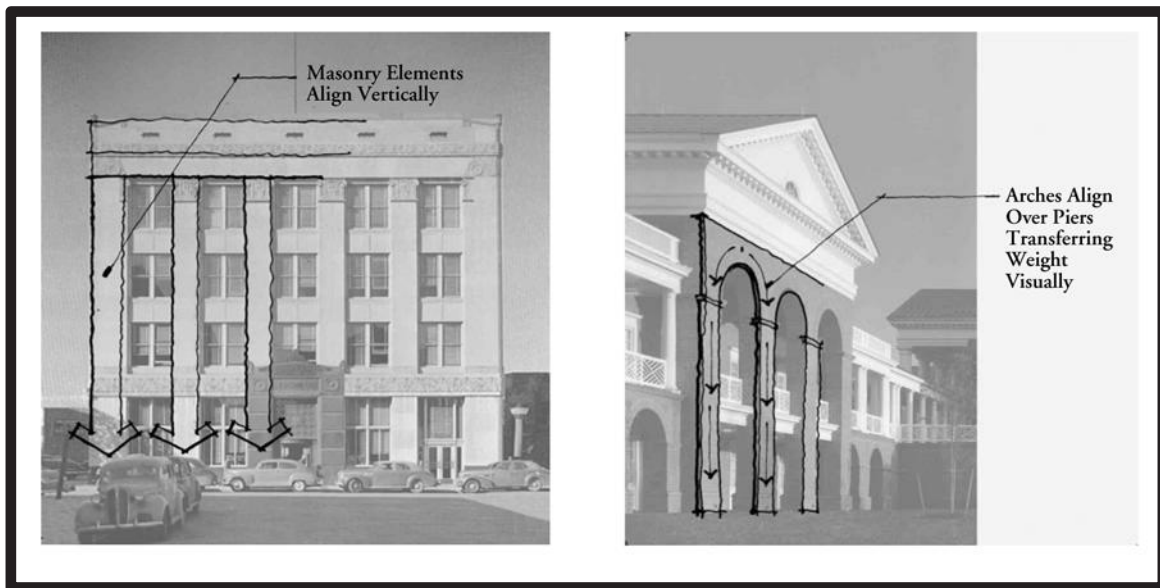 Masonry Elements
Align Vertically
Arches Align
Over Piers
Transferring
Weight
Visually